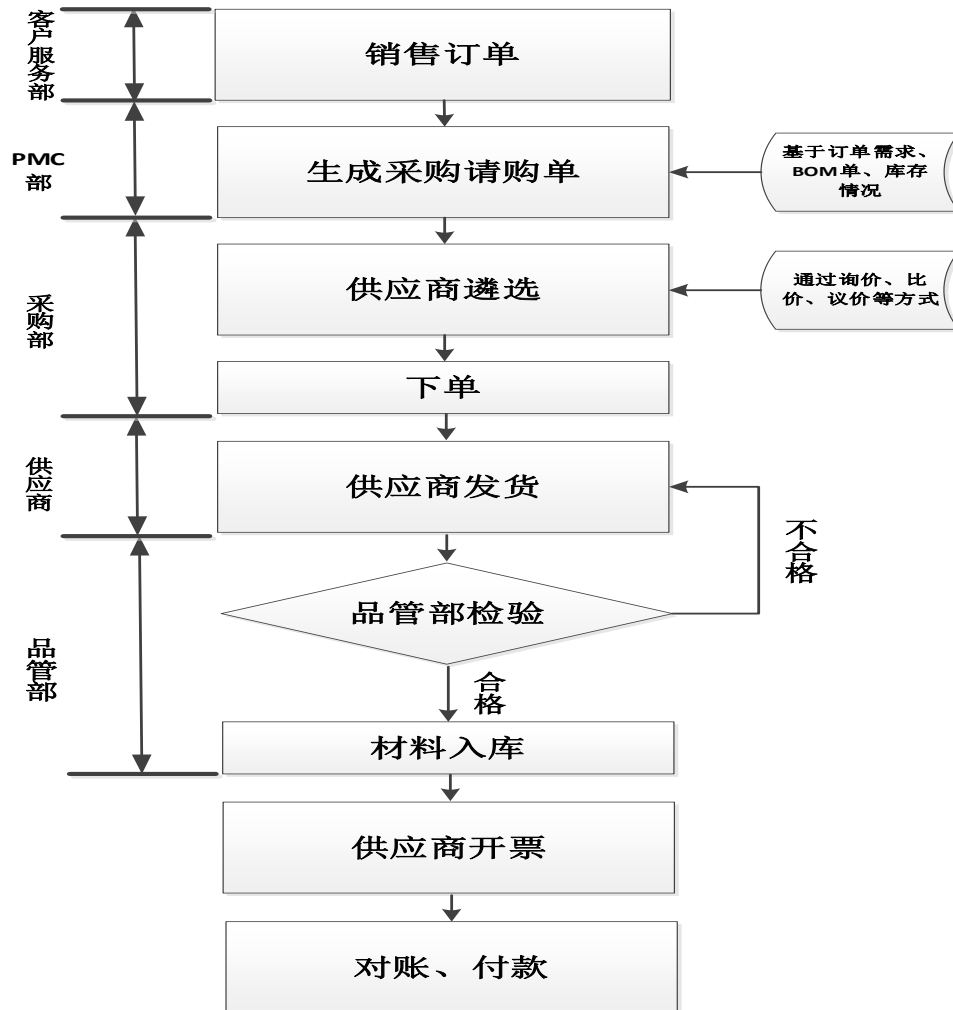 客户服务部
销售订单
PMC
部
生成采购请购单
基于订单需求、
BOM单、库存
情况
采购部
供应商遴选
通过询价、比
价、议价等方式
下单
供应商
供应商发货
不合格
品管部
品管部检验
合格
材料入库
供应商开票
对账、付款